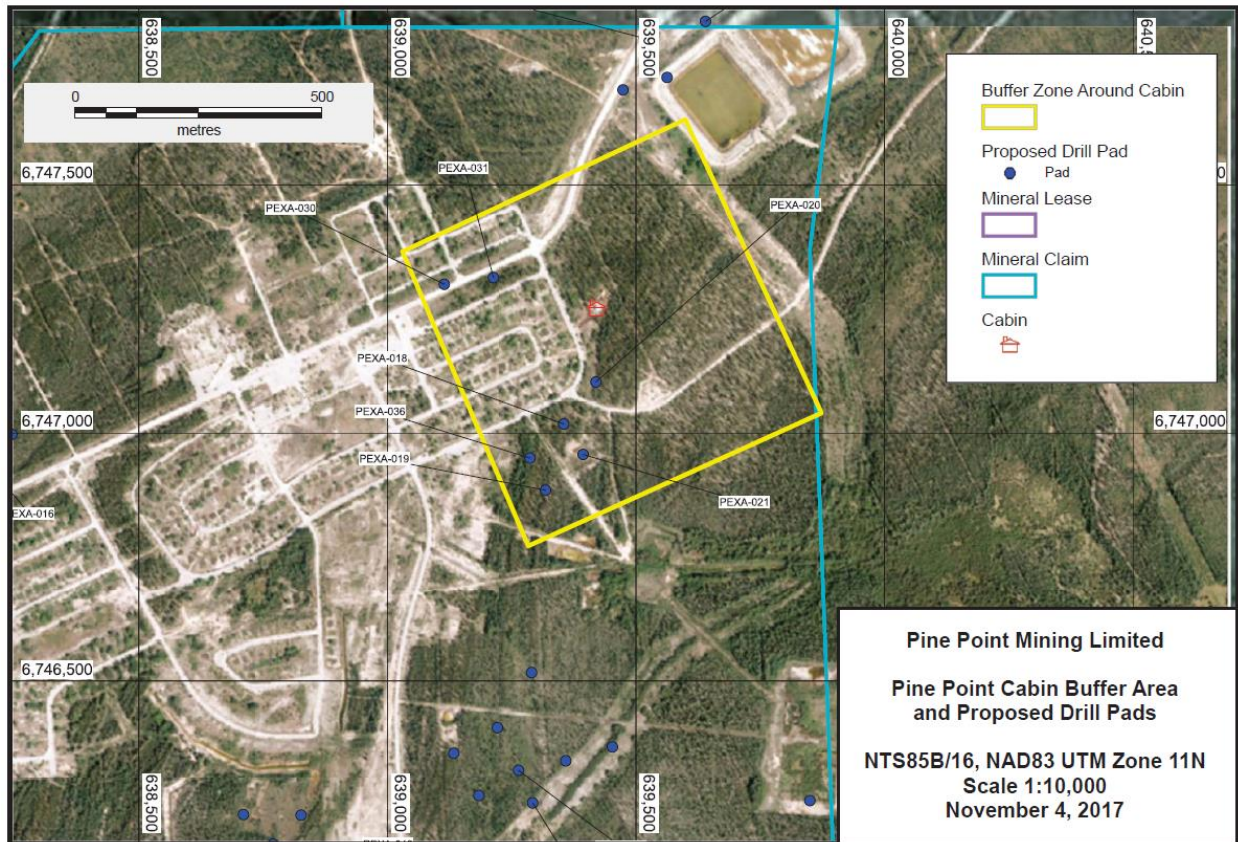 638,500
639,000
639,500
640,000
0
500
metres
Buffer Zone Around Cabin
Proposed Drill Pad
Pad
Mineral Lease
Mineral Claim
Cabin
6,747,500
PEXA-031
PEXA-030
PEXA-020
PEXA-018
PEXA-036
6,747,000
6,747,000
PEXA-019
PEXA-021
EXA-016
6,746,500
638,500
639,000
639,500
Pine Point Mining Limited
Pine Point Cabin Buffer Area
and Proposed Drill Pads
NTS85B/16, NAD83 UTM Zone 11N
Scale 1:10,000
November 4, 2017